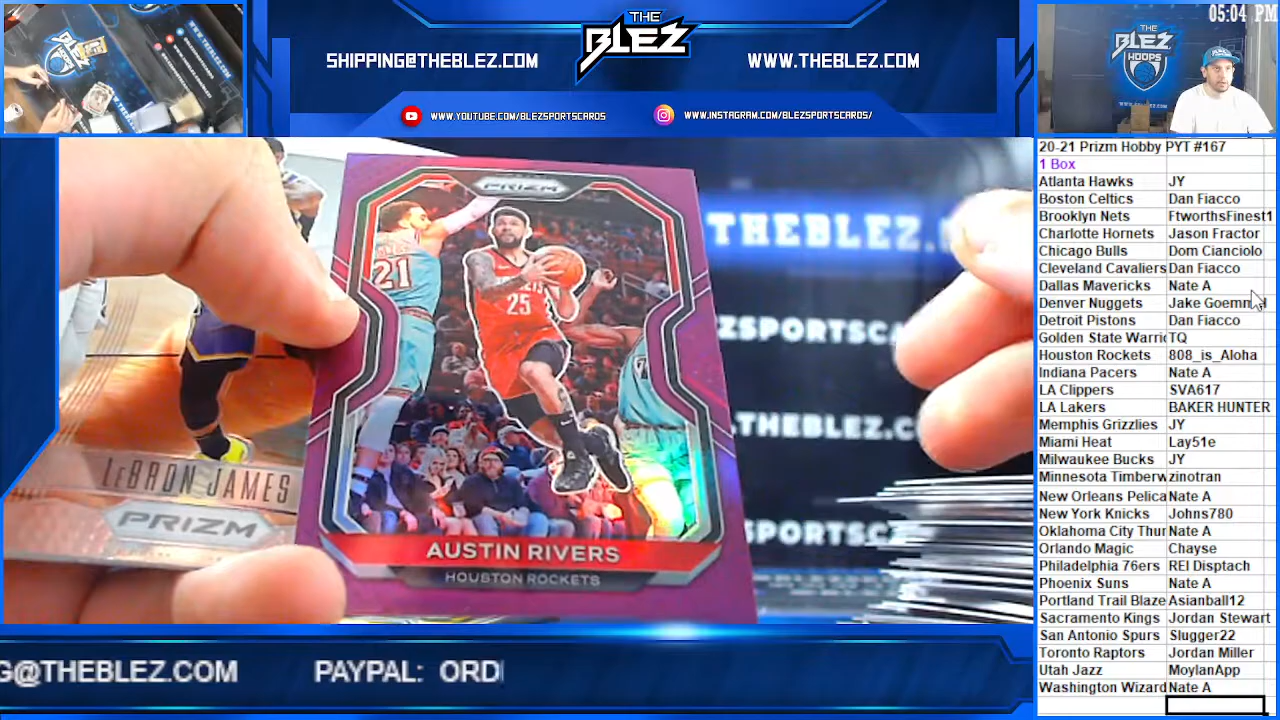 05:04 PM
THE
BLEZ
SHIPPING@THEBLEZ.COM
WWW.THEBLEZ.COM
WWW.YOUTUBE.COM/BLEZSPORTSCARDS
WWW.INSTAGRAM.COM/BLEZSPORTSCARDS/
THE
BLEZ
HOOPS
20-21 Prizm Hobby PYT #167
1 Box
Atlanta Hawks JY
Boston Celtics Dan Fiacco
Brooklyn Nets FtworthsFinest1
Charlotte Hornets Jason Fractor
Chicago Bulls Dom Cianciolo
Cleveland Cavaliers Dan Fiacco
Dallas Mavericks Nate A
Denver Nuggets Jake Goemm
Detroit Pistons Dan Fiacco
Golden State Warri TQ
Houston Rockets 808_is_Aloha
Indiana Pacers Nate A
LA Clippers SVA617
LA Lakers BAKER HUNTER
Memphis Grizzlies JY
Miami Heat Lay51e
Milwaukee Bucks JY
Minnesota Timberw zinotran
New Orleans Pelica Nate A
New York Knicks Johns780
Oklahoma City Thu Nate A
Orlando Magic Chayse
Philadelphia 76ers REI Disptach
Phoenix Suns Nate A
Portland Trail Blaze Asianball12
Sacramento Kings Jordan Stewart
San Antonio Spurs Slugger22
Toronto Raptors Jordan Miller
Utah Jazz MoylanApp
Washington Wizard Nate A
PRIZM
21
25
AUSTIN RIVERS
HOUSTON ROCKETS
LEBRON JAMES
PRIZM
THEBLEZ.
ZSPORTSCA
THEBLEZ.C
SPORTSC
G@THEBLEZ.COM PAYPAL: ORD